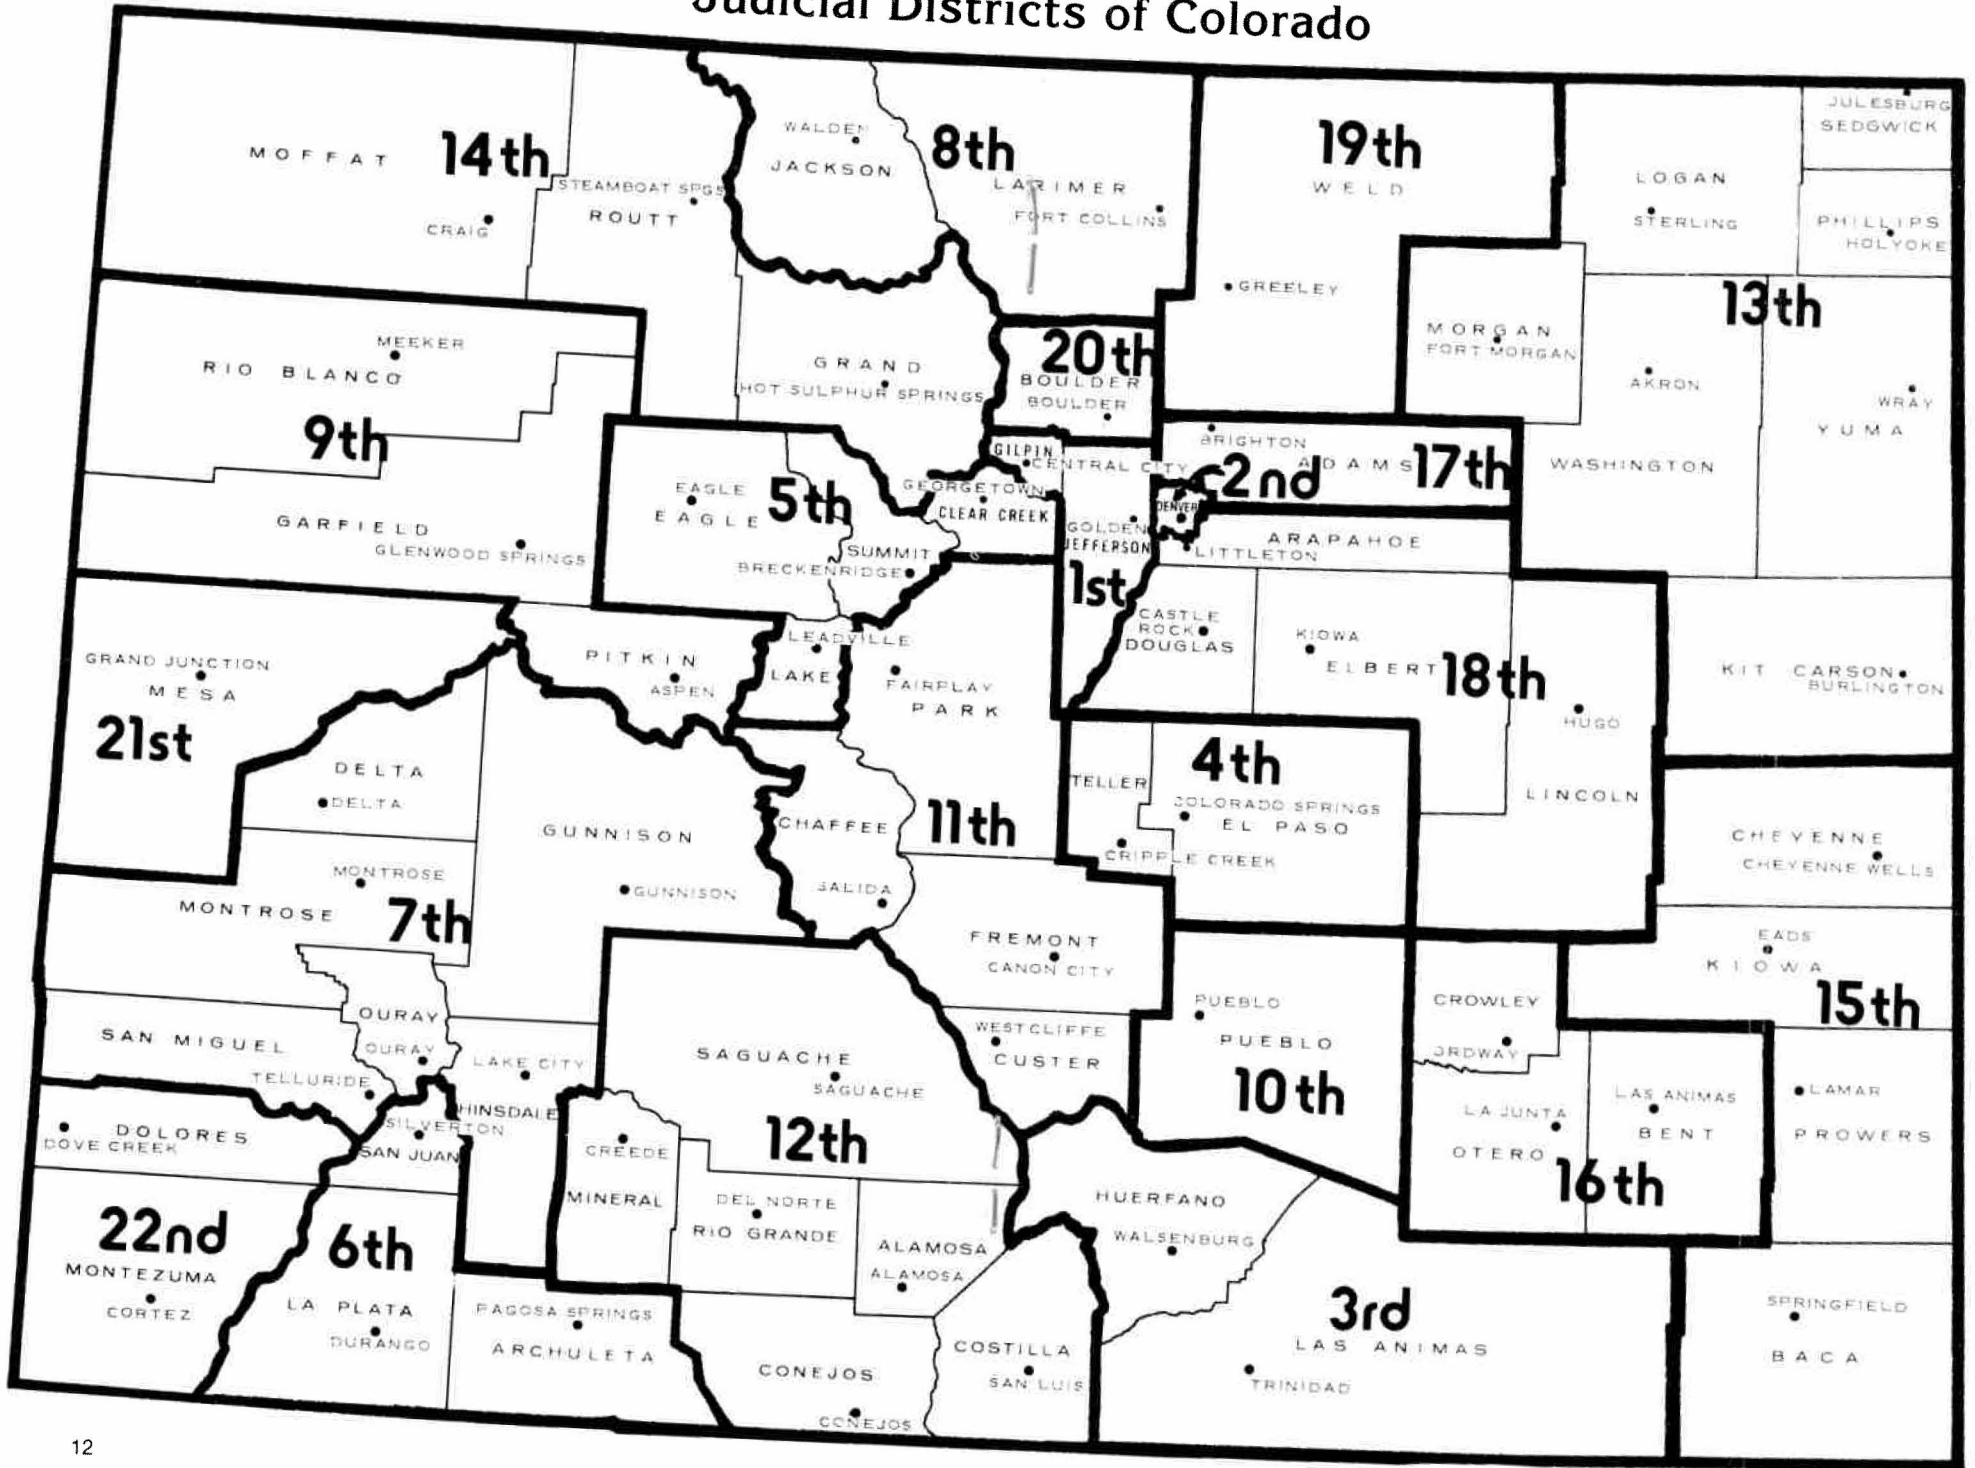 Judicial Districts of Colorado
MOFFAT
14th
CRAIG
STEAMBOAT SPGS
ROUTT
WALDEN
JACKSON
8th
LARIMER
FORT COLLINS
19th
WELD
GREELEY
LOGAN
STERLING
JULESBURG
SEDGWICK
PHILLIPS
HOLYOKE
13th
MORGAN
FORT MORGAN
AKRON
WASHINGTON
WRAY
YUMA
MEEKER
RIO BLANCO
9th
GARFIELD
GLENWOOD SPRINGS
GRAND
HOT SULPHUR SPRINGS
20th
BOULDER
BOULDER
GILPIN
CENTRAL CITY
BRIGHTON
ADAMS
17th
2nd
DENVER
EAGLE
EAGLE
5th
GEORGETOWN
CLEAR CREEK
SUMMIT
BRECKENRIDGE
GOLDEN
JEFFERSON
1st
ARAPAHOE
LITTLETON
CASTLE
ROCK
DOUGLAS
KIOWA
ELBERT
18th
HUGO
LINCOLN
KIT CARSON
BURLINGTON
GRAND JUNCTION
MESA
21st
PITKIN
ASPEN
LEADVILLE
LAKE
FAIRPLAY
PARK
DELTA
DELTA
GUNNISON
GUNNISON
CHAFFEE
SALIDA
11th
TELLER
CRIPPLE CREEK
4th
COLORADO SPRINGS
EL PASO
CHEYENNE
CHEYENNE WELLS
MONTROSE
MONTROSE
7th
FREMONT
CANON CITY
EADS
KIOWA
15th
SAN MIGUEL
TELLURIDE
OURAY
OURAY
LAKE CITY
HINSDALE
SAGUACHE
SAGUACHE
12th
WESTCLIFFE
CUSTER
PUEBLO
PUEBLO
10th
CROWLEY
ORDWAY
LA JUNTA
OTERO
LAS ANIMAS
BENT
16th
LAMAR
PROWERS
DOLORES
DOVE CREEK
SILVERTON
SAN JUAN
CREEDE
MINERAL
DEL NORTE
RIO GRANDE
ALAMOSA
ALAMOSA
HUERFANO
WALSENBURG
22nd
MONTEZUMA
CORTEZ
6th
LA PLATA
DURANGO
PAGOSA SPRINGS
ARCHULETA
CONEJOS
CONEJOS
COSTILLA
SAN LUIS
3rd
LAS ANIMAS
TRINIDAD
SPRINGFIELD
BACA
12